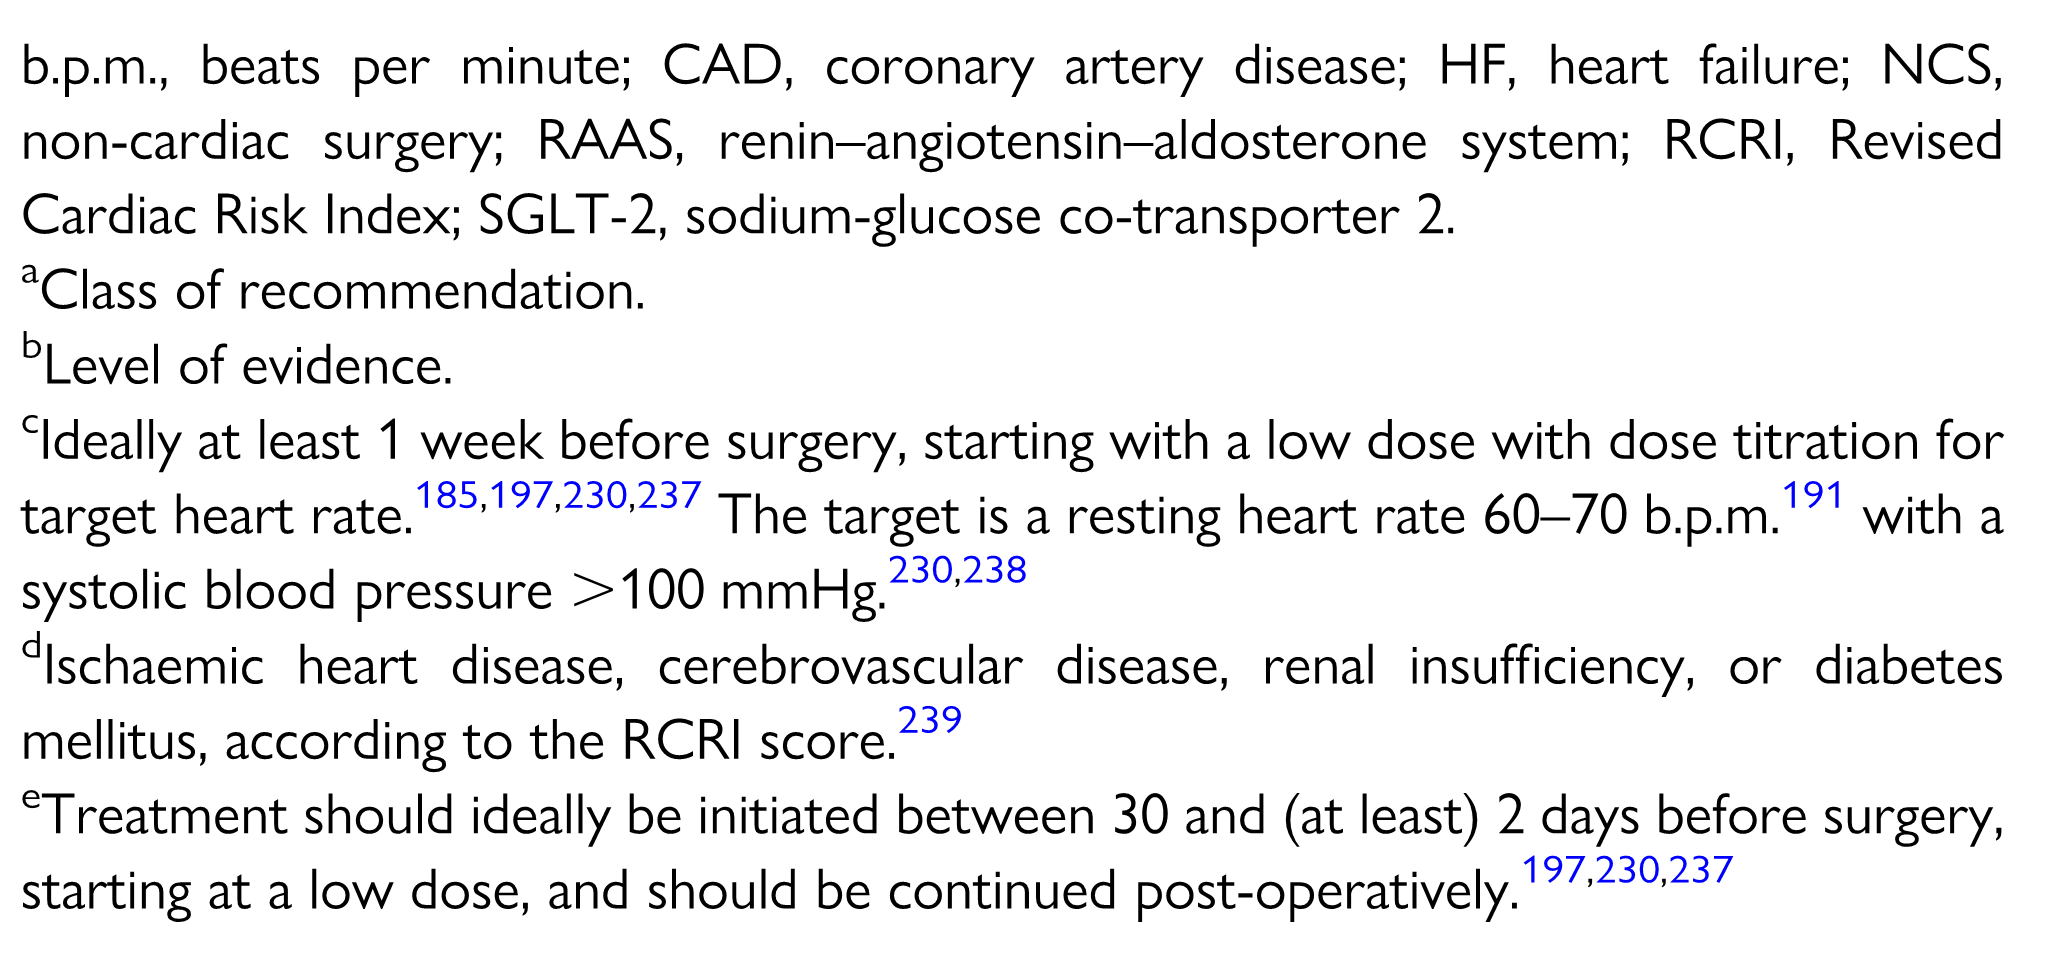 b.p.m., beats per minute; CAD, coronary artery disease; HF, heart failure; NCS,
non-cardiac surgery; RAAS, renin–angiotensin–aldosterone system; RCRI, Revised
Cardiac Risk Index; SGLT-2, sodium-glucose co-transporter 2.
aClass of recommendation.
bLevel of evidence.
cIdeally at least 1 week before surgery, starting with a low dose with dose titration for
target heart rate.185,197,230,237 The target is a resting heart rate 60–70 b.p.m.191 with a
systolic blood pressure >100 mmHg.230,238
dIschaemic heart disease, cerebrovascular disease, renal insufficiency, or diabetes
mellitus, according to the RCRI score.239
eTreatment should ideally be initiated between 30 and (at least) 2 days before surgery,
starting at a low dose, and should be continued post-operatively.197,230,237